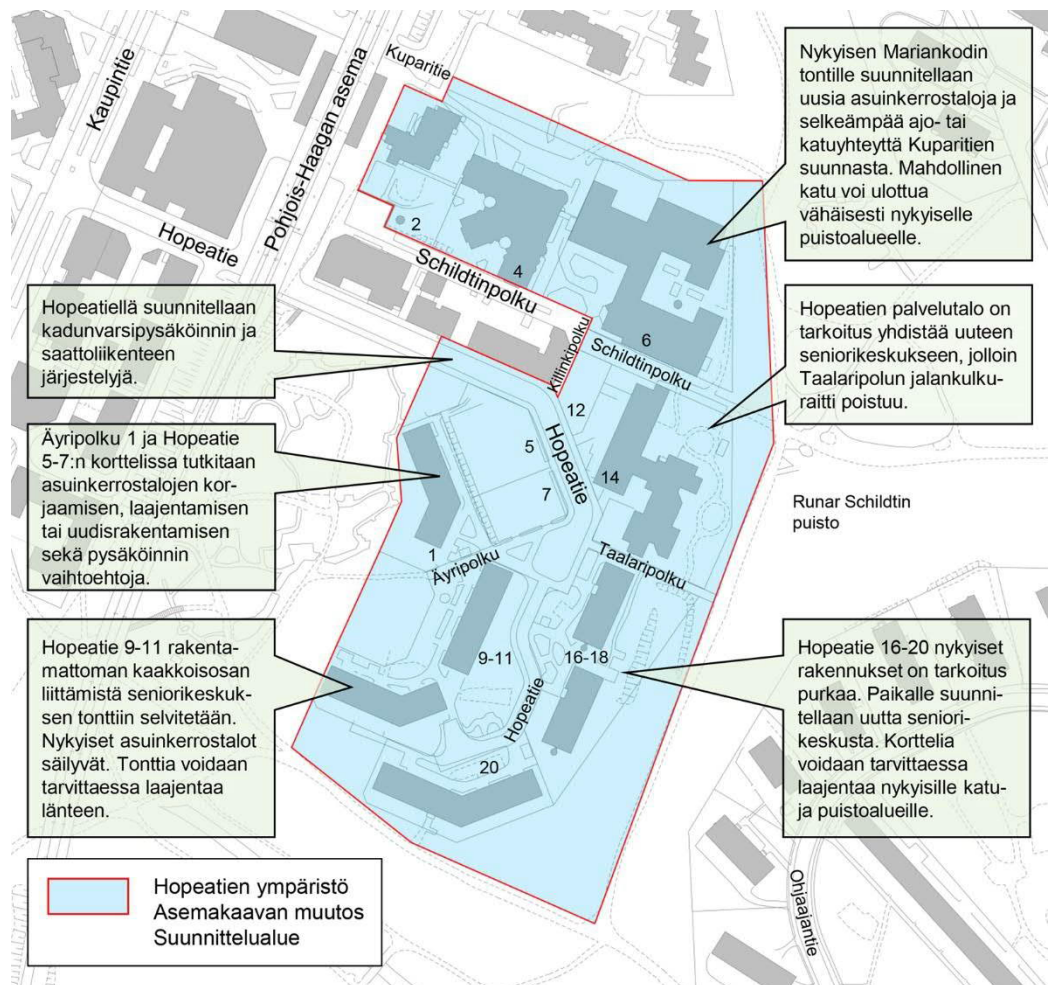 Kaupintie
Pohjois-Haagan asema
Kuparitie
Hopeatie
2
Schildtinpolku
4
6
Schildtinpolku
Killinkipolku
12
5
Hopeatie
7
14
1
Äyripolku
Taalaripolku
9-11
16-18
Hopeatie
20
Runar Schildtin
puisto
Ohjaajantie
Nykyisen Mariankodin
tontille suunnitellaan
uusia asuinkerrostaloja ja
selkeämpää ajo- tai
katuyhteyttä Kuparitien
suunnasta. Mahdollinen
katu voi ulottua
vähäisesti nykyiselle
puistoalueelle.
Hopeatiellä suunnitellaan
kadunvarsipysäköinnin ja
saattoliikenteen
järjestelyjä.
Hopeatien palvelutalo on
tarkoitus yhdistää uuteen
seniorikeskukseen, jolloin
Taalaripolun jalankulku-
raitti poistuu.
Äyripolku 1 ja Hopeatie
5-7:n korttelissa tutkitaan
asuinkerrostalojen kor-
jaamisen, laajentamisen
tai uudisrakentamisen
sekä pysäköinnin
vaihtoehtoja.
Hopeatie 9-11 rakenta-
mattoman kaakkoisosan
liittämistä seniorikeskuk-
sen tonttiin selvitetään.
Nykyiset asuinkerrostalot
säilyvät. Tonttia voidaan
tarvittaessa laajentaa
länteen.
Hopeatie 16-20 nykyiset
rakennukset on tarkoitus
purkaa. Paikalle suunni-
tellaan uutta seniori-
keskusta. Korttelia
voidaan tarvittaessa
laajentaa nykyisille katu-
ja puistoalueille.
Hopeatien ympäristö
Asemakaavan muutos
Suunnittelualue